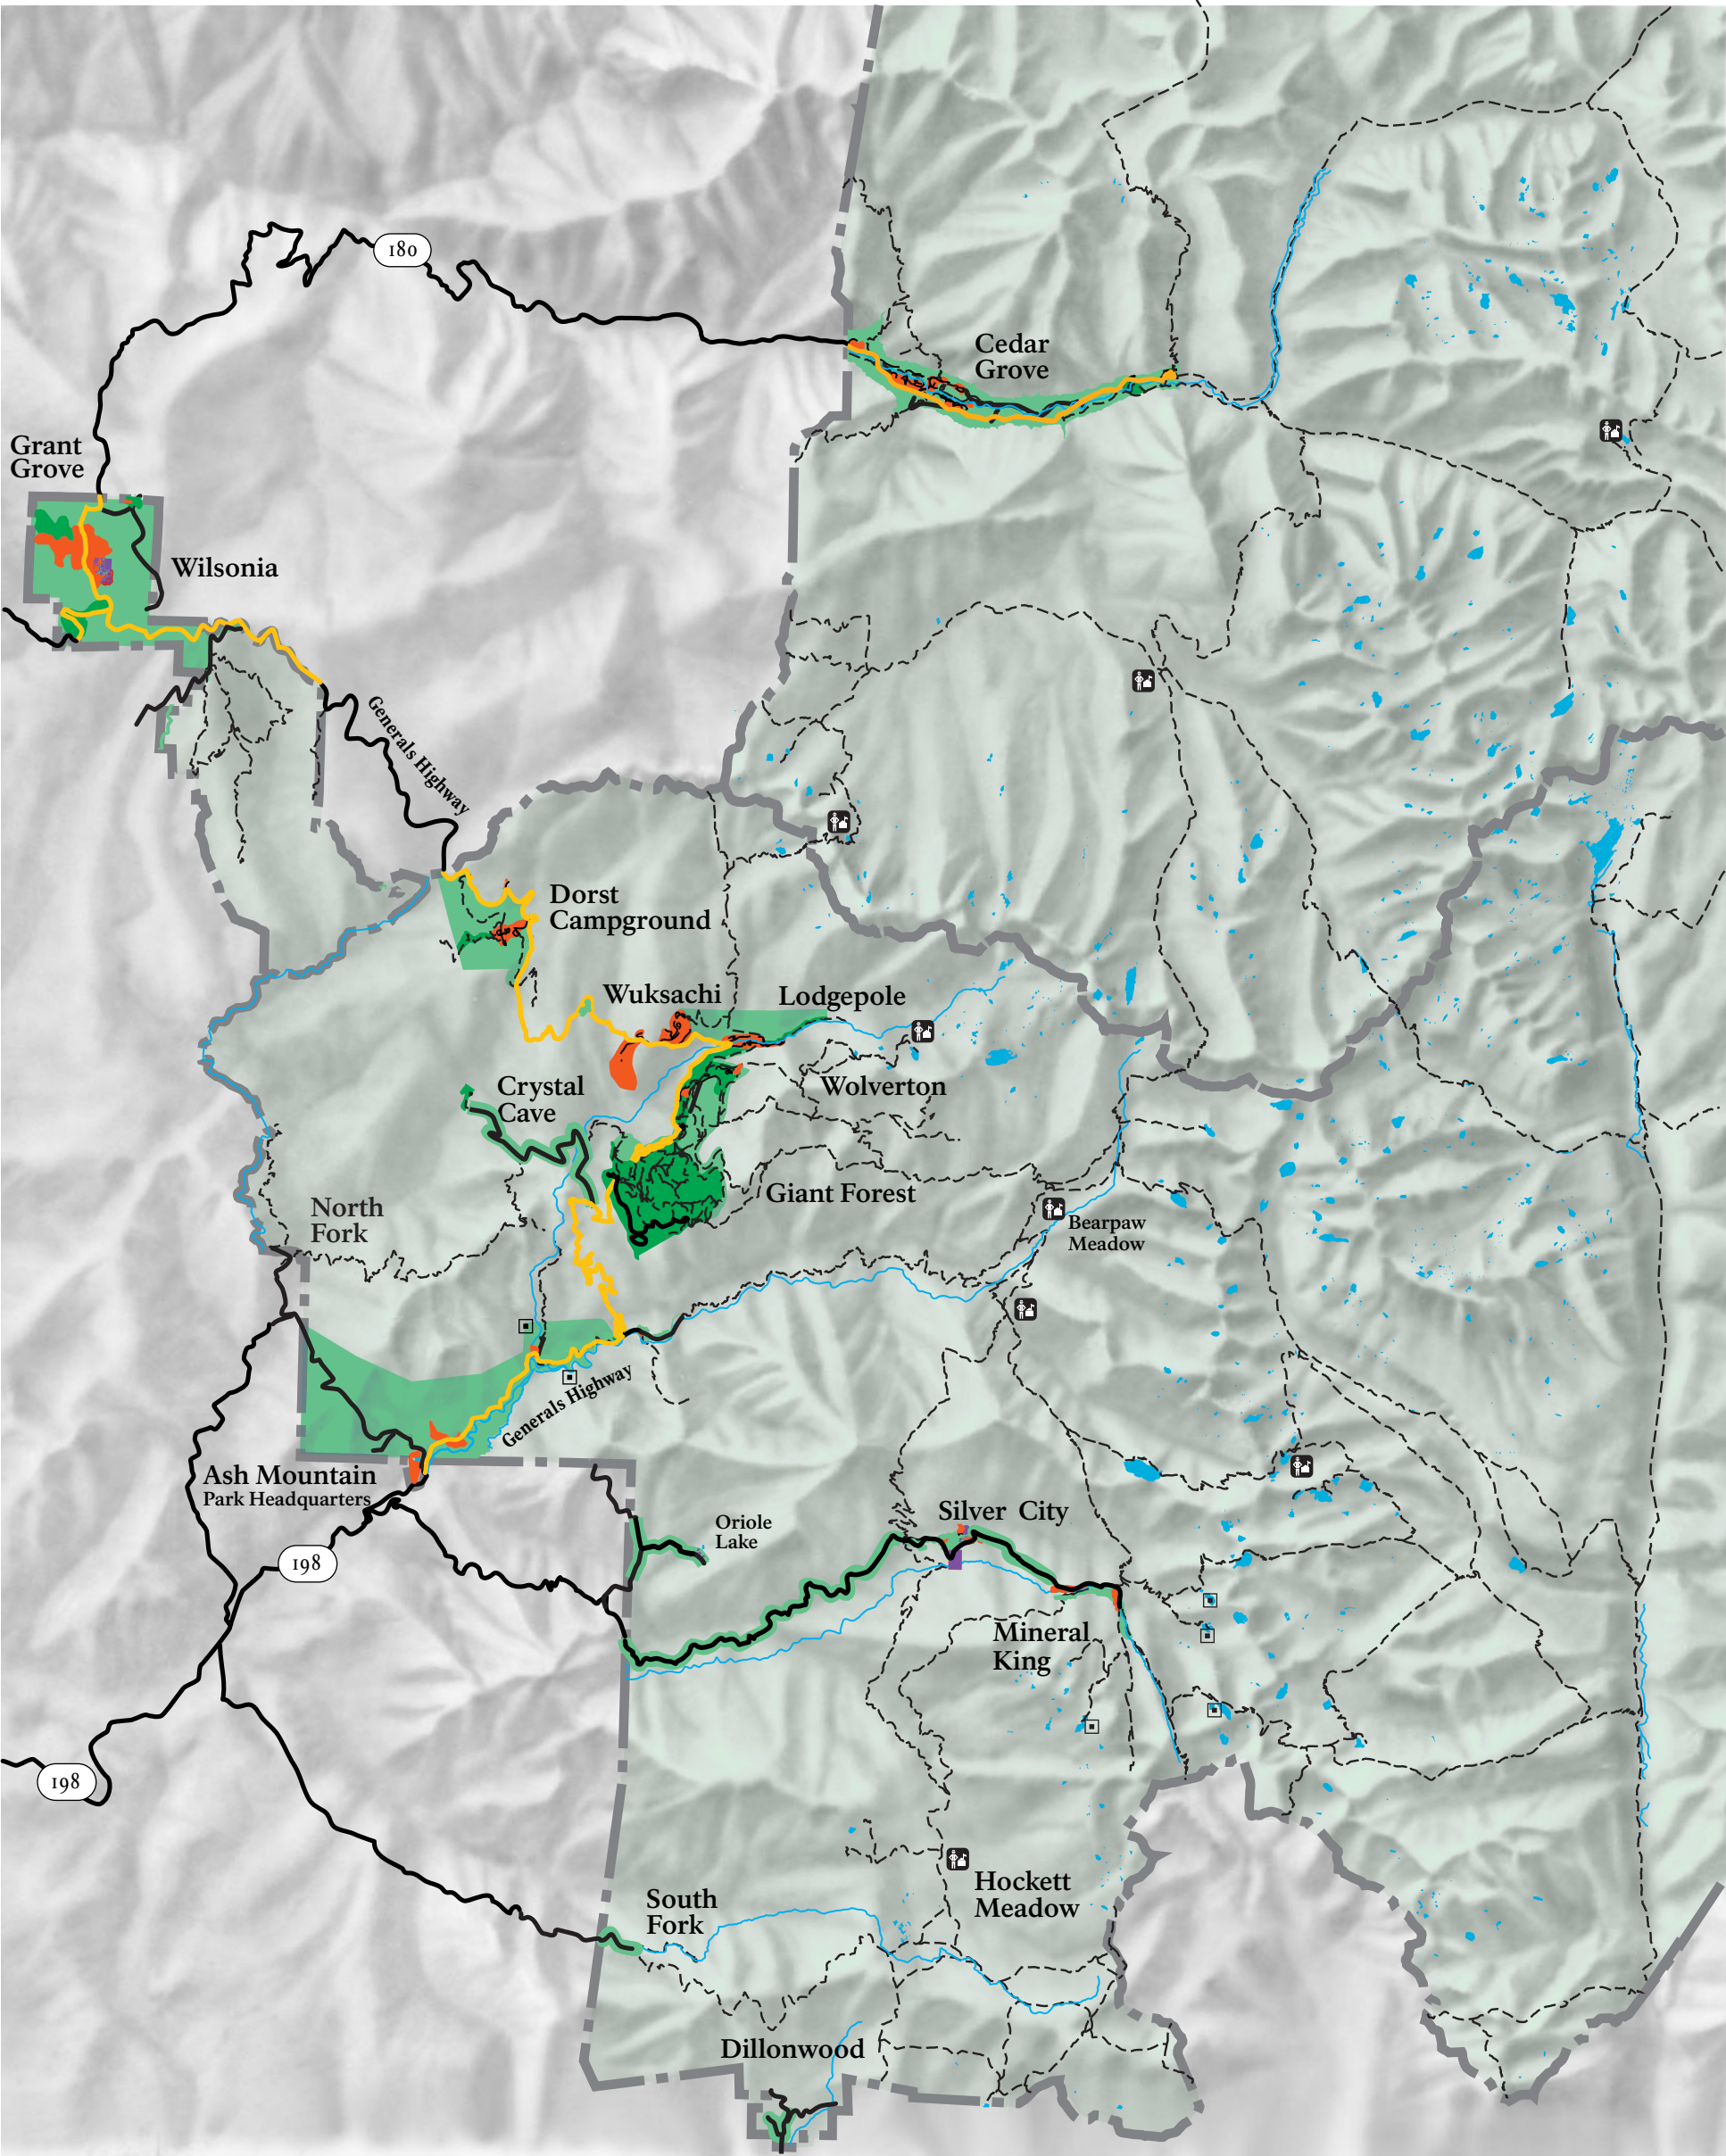 180
Cedar
Grove
Grant
Grove
Wilsonia
Generals Highway
Dorst
Campground
Wuksachi
Lodgepole
Crystal
Cave
Wolverton
North
Fork
Giant Forest
Bearpaw
Meadow
Generals Highway
Ash Mountain
Park Headquarters
Oriole
Lake
Silver City
198
Mineral
King
198
Hockett
Meadow
South
Fork
Dillonwood